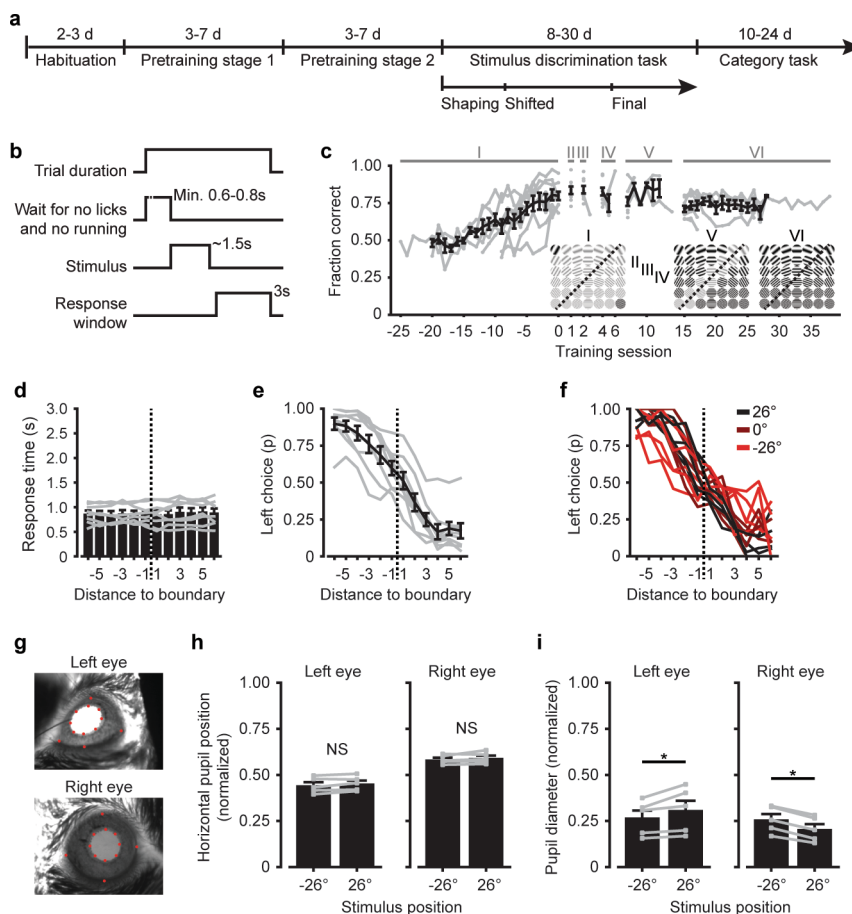 a
2-3 d 3-7 d 3-7 d 8-30 d 10-24 d
Habituation Pretraining stage 1 Pretraining stage 2 Stimulus discrimination task Category task
Shaping Shifted Final
b
Trial duration
Wait for no licks
and no running
Min. 0.6-0.8s
Stimulus
~1.5s
Response
window
3s
c
I II III IV V VI
Fraction correct
1.00
0.75
0.50
0.25
0
I II III IV V VI
-25 -20 -15 -10 -5 0 1 2 4 6 10 15 20 25 30 35
Training session
d
Response time (s)
3.0
2.5
2.0
1.5
1.0
0.5
0
-5 -3 -1 1 3 5
Distance to boundary
e
Left choice (p)
1.00
0.75
0.50
0.25
0
-5 -3 -1 1 3 5
Distance to boundary
f
Left choice (p)
1.00
0.75
0.50
0.25
0
26°
0°
-26°
-5 -3 -1 1 3 5
Distance to boundary
g
Left eye
Right eye
h
Left eye Right eye
Horizontal pupil position
(normalized)
1.00
0.75
0.50
0.25
0
NS NS
-26° 26° -26° 26°
Stimulus position
i
Left eye Right eye
Pupil diameter (normalized)
1.00
0.75
0.50
0.25
0
* *
-26° 26° -26° 26°
Stimulus position